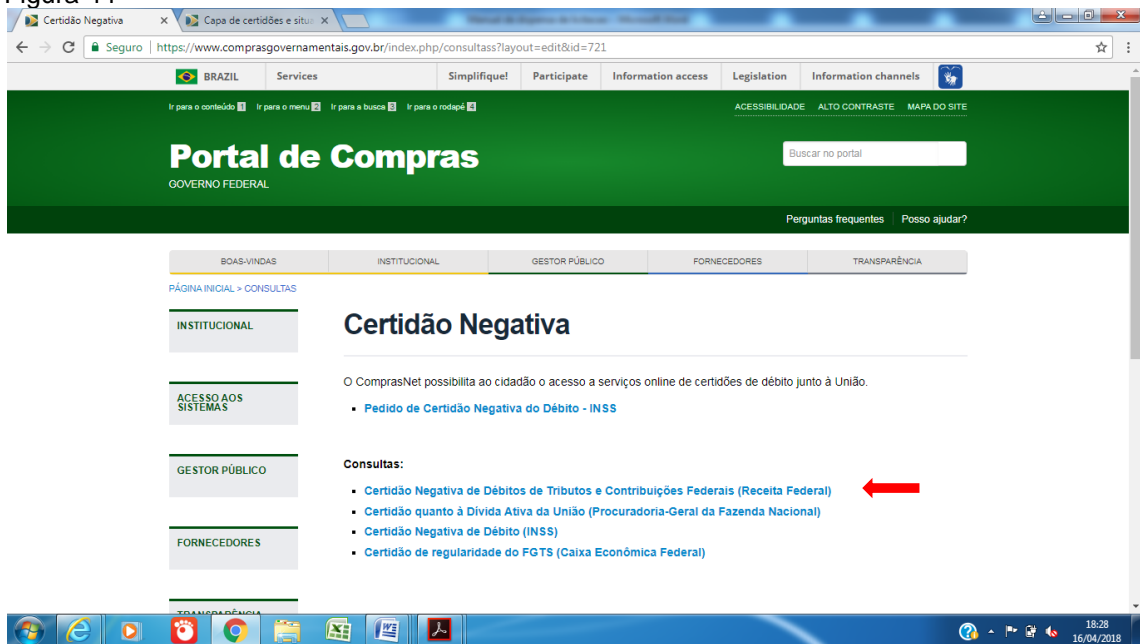 Certidão Negativa
Capa de certidões e situa
Seguro
https://www.comprasgovernamentais.gov.br/index.php/consultass?layout=edit&id=721
BRAZIL Services Simplifique! Participate Information access Legislation Information channels
Ir para o conteúdo 1 Ir para o menu 2 Ir para a busca 3 Ir para o rodapé 4 ACESSIBILIDADE ALTO CONTRASTE MAPA DO SITE
Portal de Compras
Buscar no portal
GOVERNO FEDERAL
Perguntas frequentes Posso ajudar?
BOAS-VINDAS INSTITUCIONAL GESTOR PÚBLICO FORNECEDORES TRANSPARÊNCIA
PÁGINA INICIAL > CONSULTAS
INSTITUCIONAL
ACESSO AOS
SISTEMAS
GESTOR PÚBLICO
FORNECEDORES
Certidão Negativa
O ComprasNet possibilita ao cidadão o acesso a serviços online de certidões de débito junto à União.
Pedido de Certidão Negativa do Débito - INSS
Consultas:
Certidão Negativa de Débitos de Tributos e Contribuições Federais (Receita Federal)
Certidão quanto à Dívida Ativa da União (Procuradoria-Geral da Fazenda Nacional)
Certidão Negativa de Débito (INSS)
Certidão de regularidade do FGTS (Caixa Econômica Federal)
18:28
16/04/2018